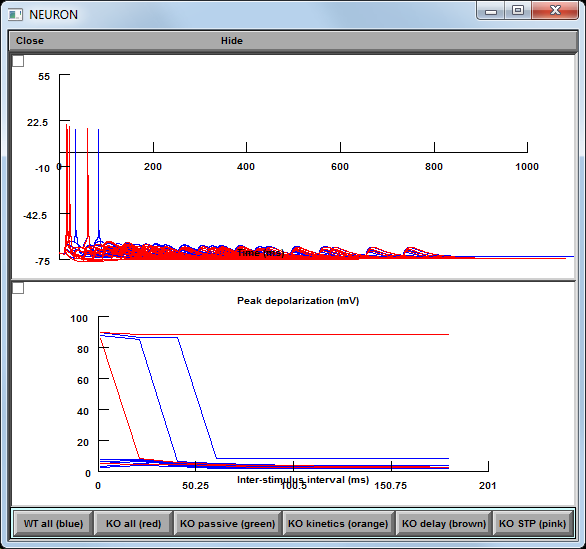 NEURON
Close Hide
55
22.5
0 200 400 600 800 1000
-10
-42.5
-75
Peak depolarization (mV)
100
80
60
40
20
0
Inter-stimulus interval (ms)
0 50.25 100.5 150.75 201
WT all (blue) KO all (red) KO passive (green) KO kinetics (orange) KO delay (brown) KO STP (pink)